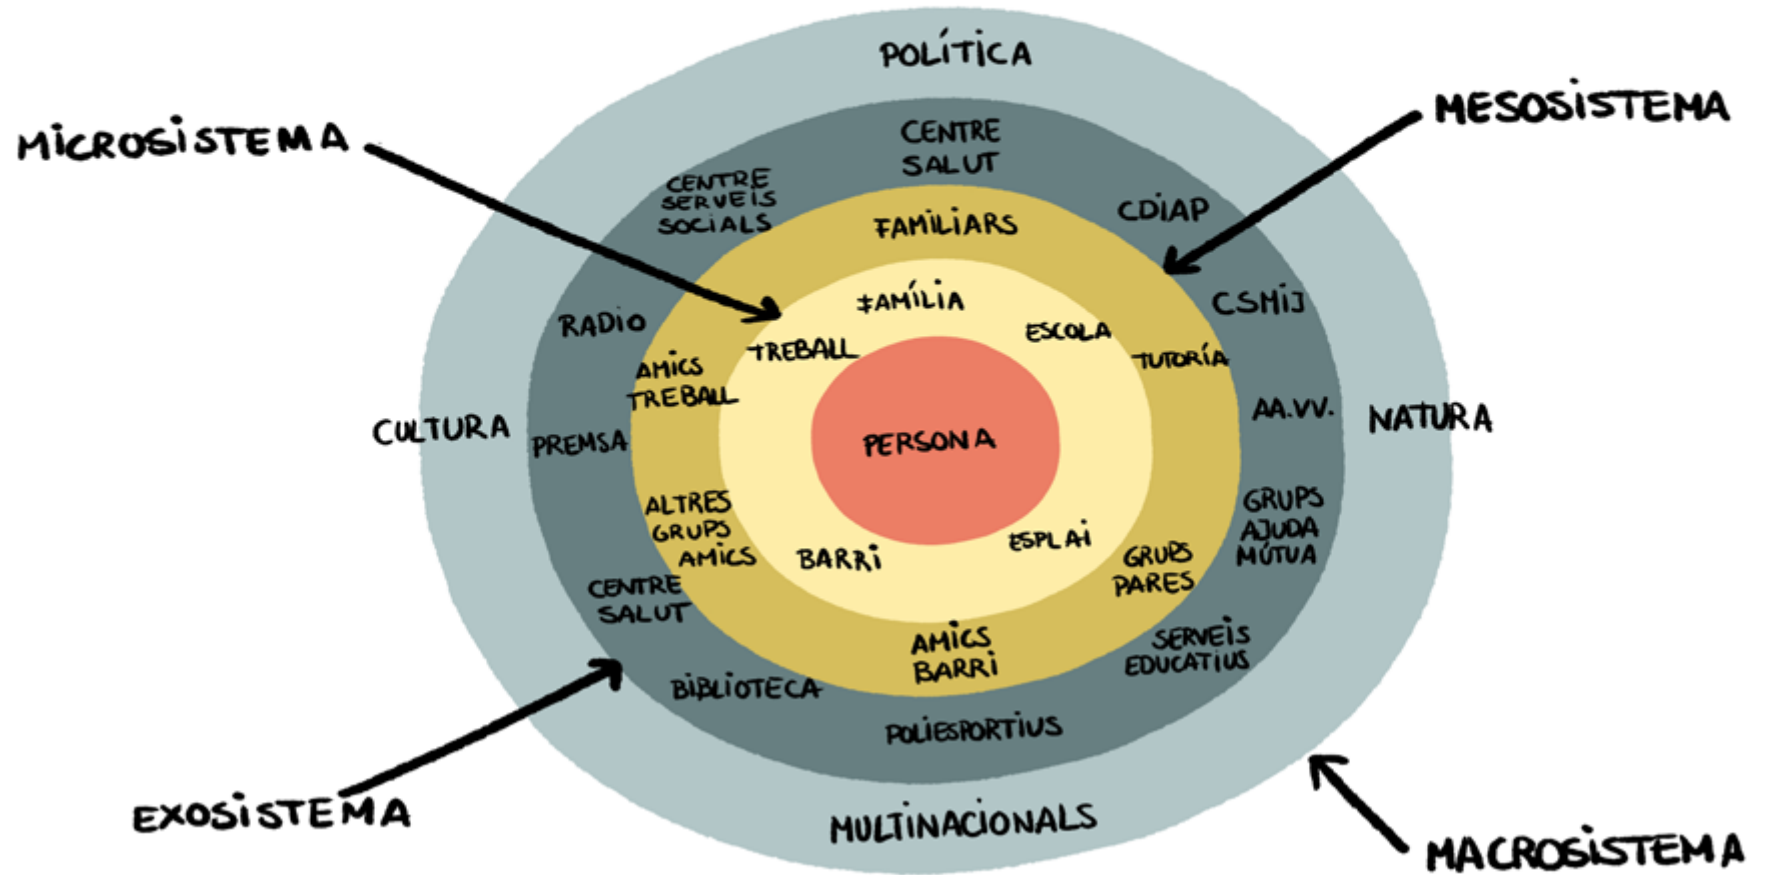 POLÍTICA
MICROSISTEMA
MESOSISTEMA
CENTRE
SALUT
CENTRE
SERVEIS
SOCIALS
CDIAP
FAMILIARS
FAMÍLIA
CSMIJ
RADIO
ESCOLA
TREBALL
TUTORÍA
AMICS
TREBALL
AA.VV.
CULTURA
PREMSA
PERSONA
NATURA
ALTRES
GRUPS
AMICS
GRUPS
AJUDA
MÚTUA
BARRI
ESPLAI
GRUPS
PARES
CENTRE
SALUT
AMICS
BARRI
SERVEIS
EDUCATIUS
BIBLIOTECA
POLIESPORTIUS
EXOSISTEMA
MULTINACIONALS
MACROSISTEMA